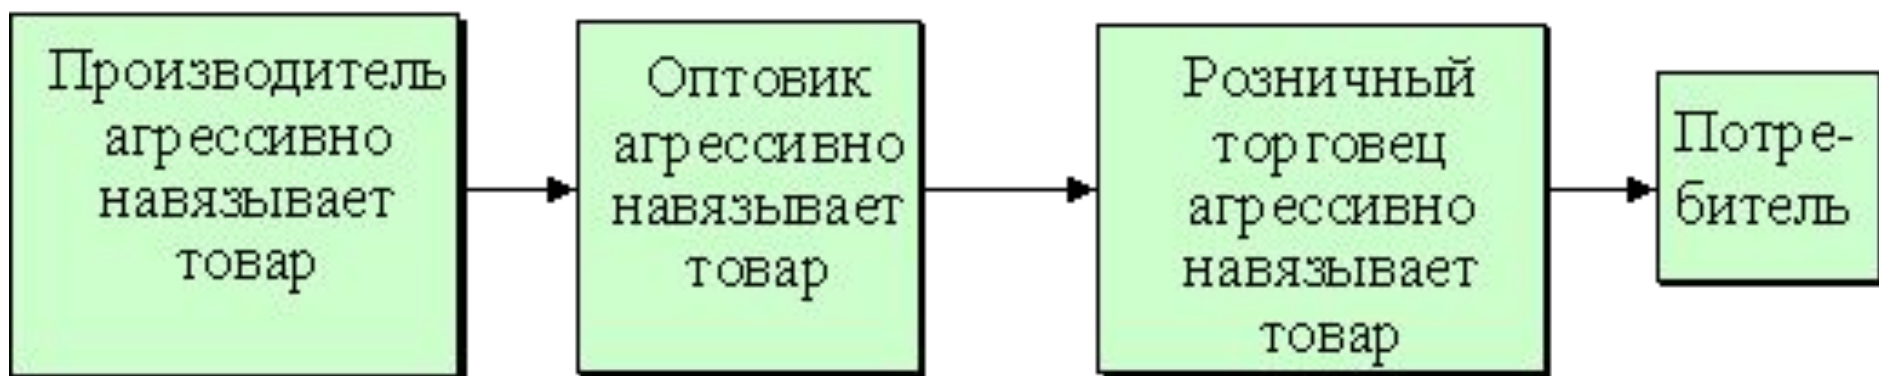 Производитель
агрессивно
навязывает
товар
Оптовик
агрессивно
навязывает
товар
Розничный
торговец
агрессивно
навязывает
товар
Потре-
битель